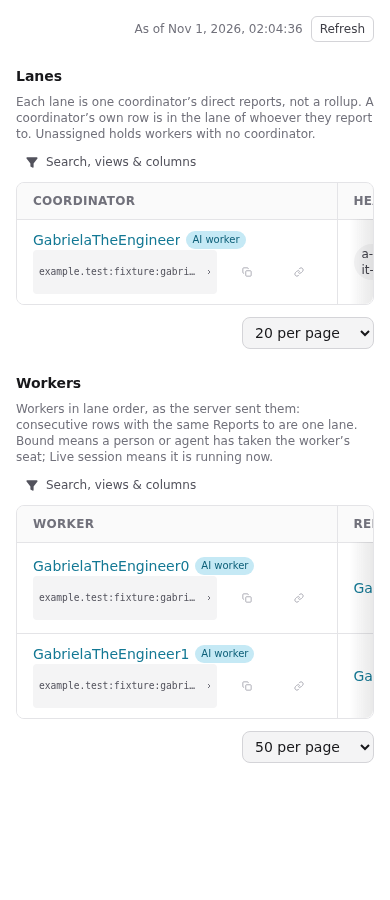 As of Nov 1, 2026, 02:04:36 Refresh
Lanes
Each lane is one coordinator’s direct reports, not a rollup. A
coordinator’s own row is in the lane of whoever they report
to. Unassigned holds workers with no coordinator.
Search, views & columns
COORDINATOR HEA
GabrielaTheEngineer AI worker
example.test:fixture:gabri… › a-
it-
20 per page
Workers
Workers in lane order, as the server sent them:
consecutive rows with the same Reports to are one lane.
Bound means a person or agent has taken the worker’s
seat; Live session means it is running now.
Search, views & columns
WORKER REP
GabrielaTheEngineer0 AI worker
example.test:fixture:gabri… › Ga
GabrielaTheEngineer1 AI worker
example.test:fixture:gabri… › Ga
50 per page